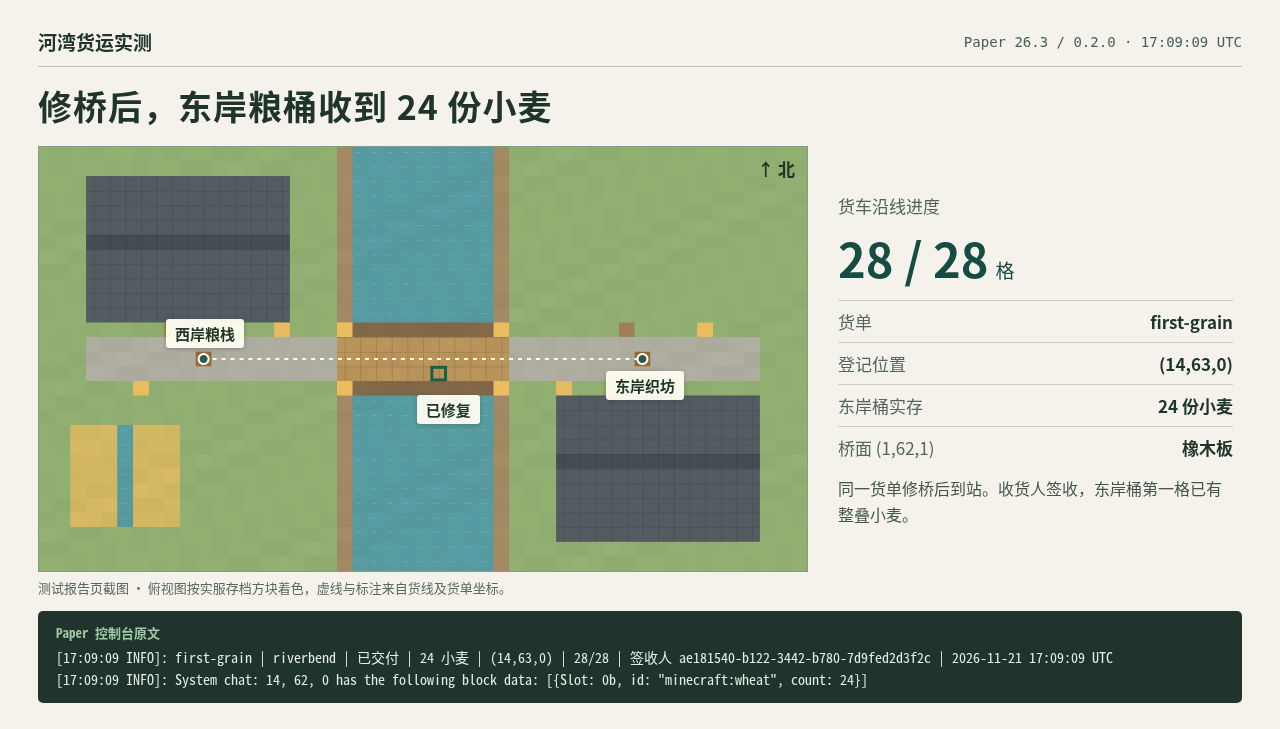 河湾货运实测
Paper 26.3 / 0.2.0 · 17:09:09 UTC
修桥后，东岸粮桶收到 24 份小麦
↑ 北
西岸粮栈
东岸织坊
已修复
货车沿线进度
28 / 28 格
货单 first-grain
登记位置 (14,63,0)
东岸桶实存 24 份小麦
桥面 (1,62,1) 橡木板
同一货单修桥后到站。收货人签收，东岸桶第一格已有
整叠小麦。
测试报告页截图 · 俯视图按实服存档方块着色，虚线与标注来自货线及货单坐标。
Paper 控制台原文
[17:09:09 INFO]: first-grain | riverbend | 已交付 | 24 小麦 | (14,63,0) | 28/28 | 签收人 ae181540-b122-3442-b780-7d9fed2d3f2c | 2026-11-21 17:09:09 UTC
[17:09:09 INFO]: System chat: 14, 62, 0 has the following block data: [{Slot: 0b, id: "minecraft:wheat", count: 24}]